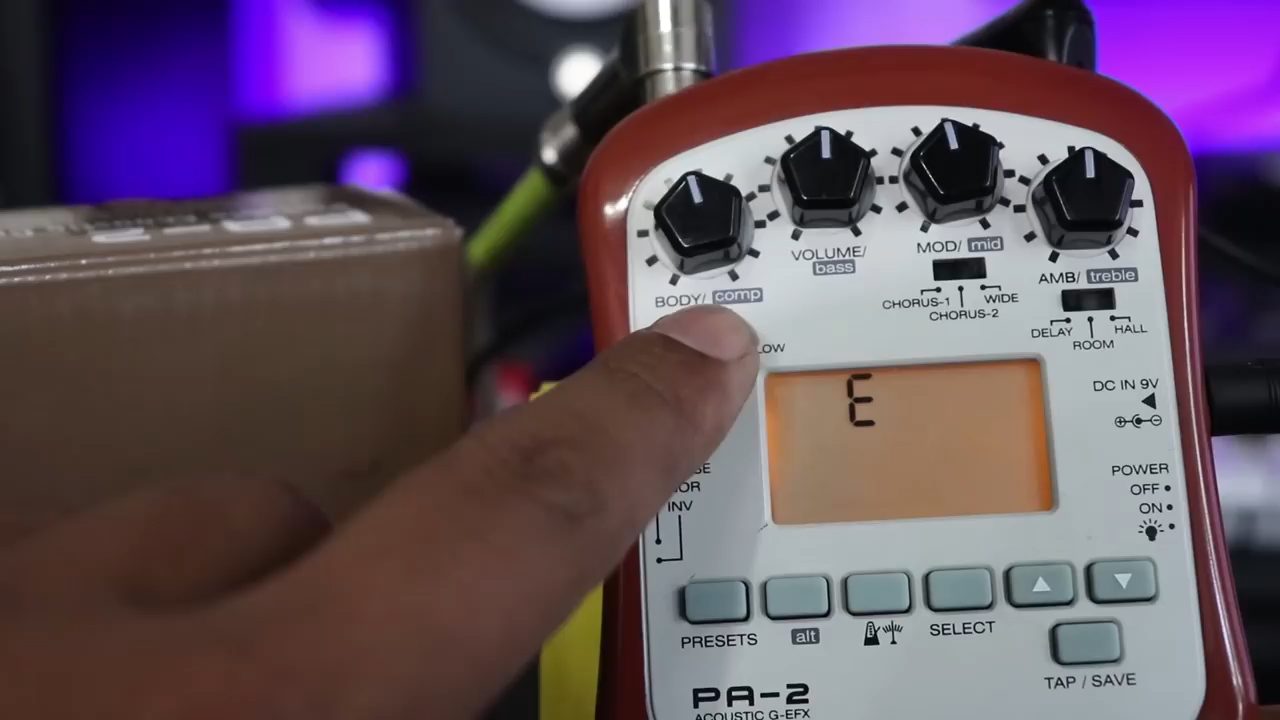 VOLUME/
bass
MOD/ mid
CHORUS-1
WIDE
CHORUS-2
AMB/ treble
DELAY
HALL
ROOM
BODY/ comp
LOW
E
DC IN 9V
POWER
OFF
ON
INV
PRESETS
alt
SELECT
TAP / SAVE
PA-2
ACOUSTIC G-EFX